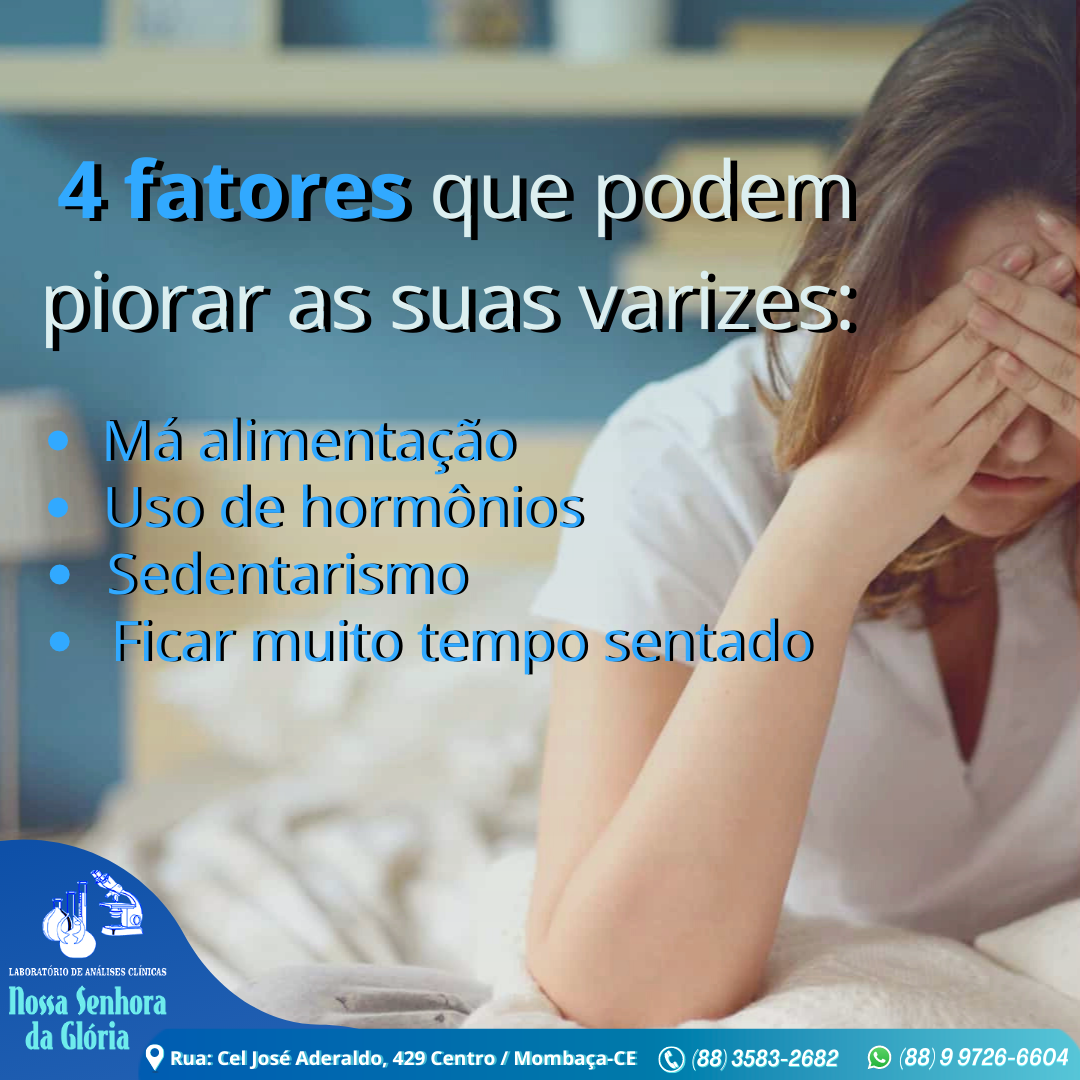 4 fatores que podem
piorar as suas varizes:
Má alimentação
Uso de hormônios
Sedentarismo
Ficar muito tempo sentado
LABORATÓRIO DE ANÁLISES CLÍNICAS
Nossa Senhora
da Glória
Rua: Cel José Aderaldo, 429 Centro / Mombaça-CE (88) 3583-2682 (88) 9 9726-6604